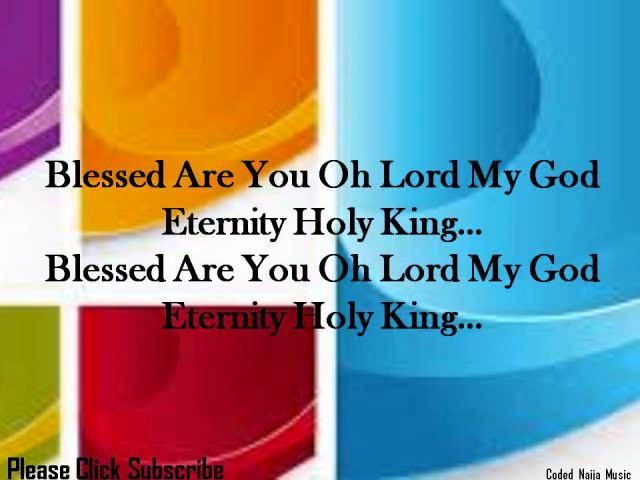 Blessed Are You Oh Lord My God
Eternity Holy King...
Blessed Are You Oh Lord My God
Eternity Holy King...
Please Click Subscribe
Coded Naija Music